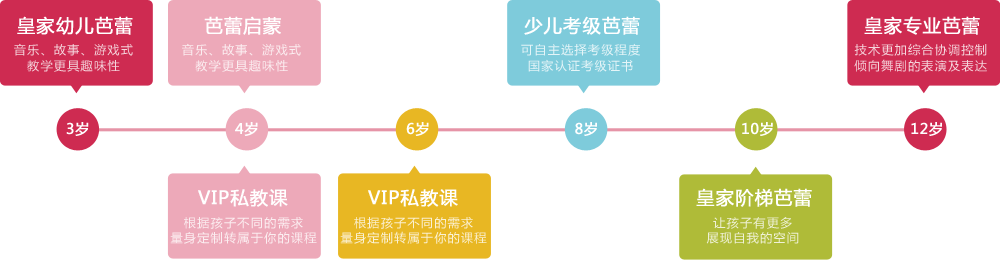 皇家幼儿芭蕾
音乐、故事、游戏式
教学更具趣味性
芭蕾启蒙
音乐、故事、游戏式
教学更具趣味性
少儿考级芭蕾
可自主选择考级程度
国家认证考级证书
皇家专业芭蕾
技术更加综合协调控制
倾向舞剧的表演及表达
3岁
4岁
6岁
8岁
10岁
12岁
VIP私教课
根据孩子不同的需求
量身定制转属于你的课程
VIP私教课
根据孩子不同的需求
量身定制转属于你的课程
皇家阶梯芭蕾
让孩子有更多
展现自我的空间